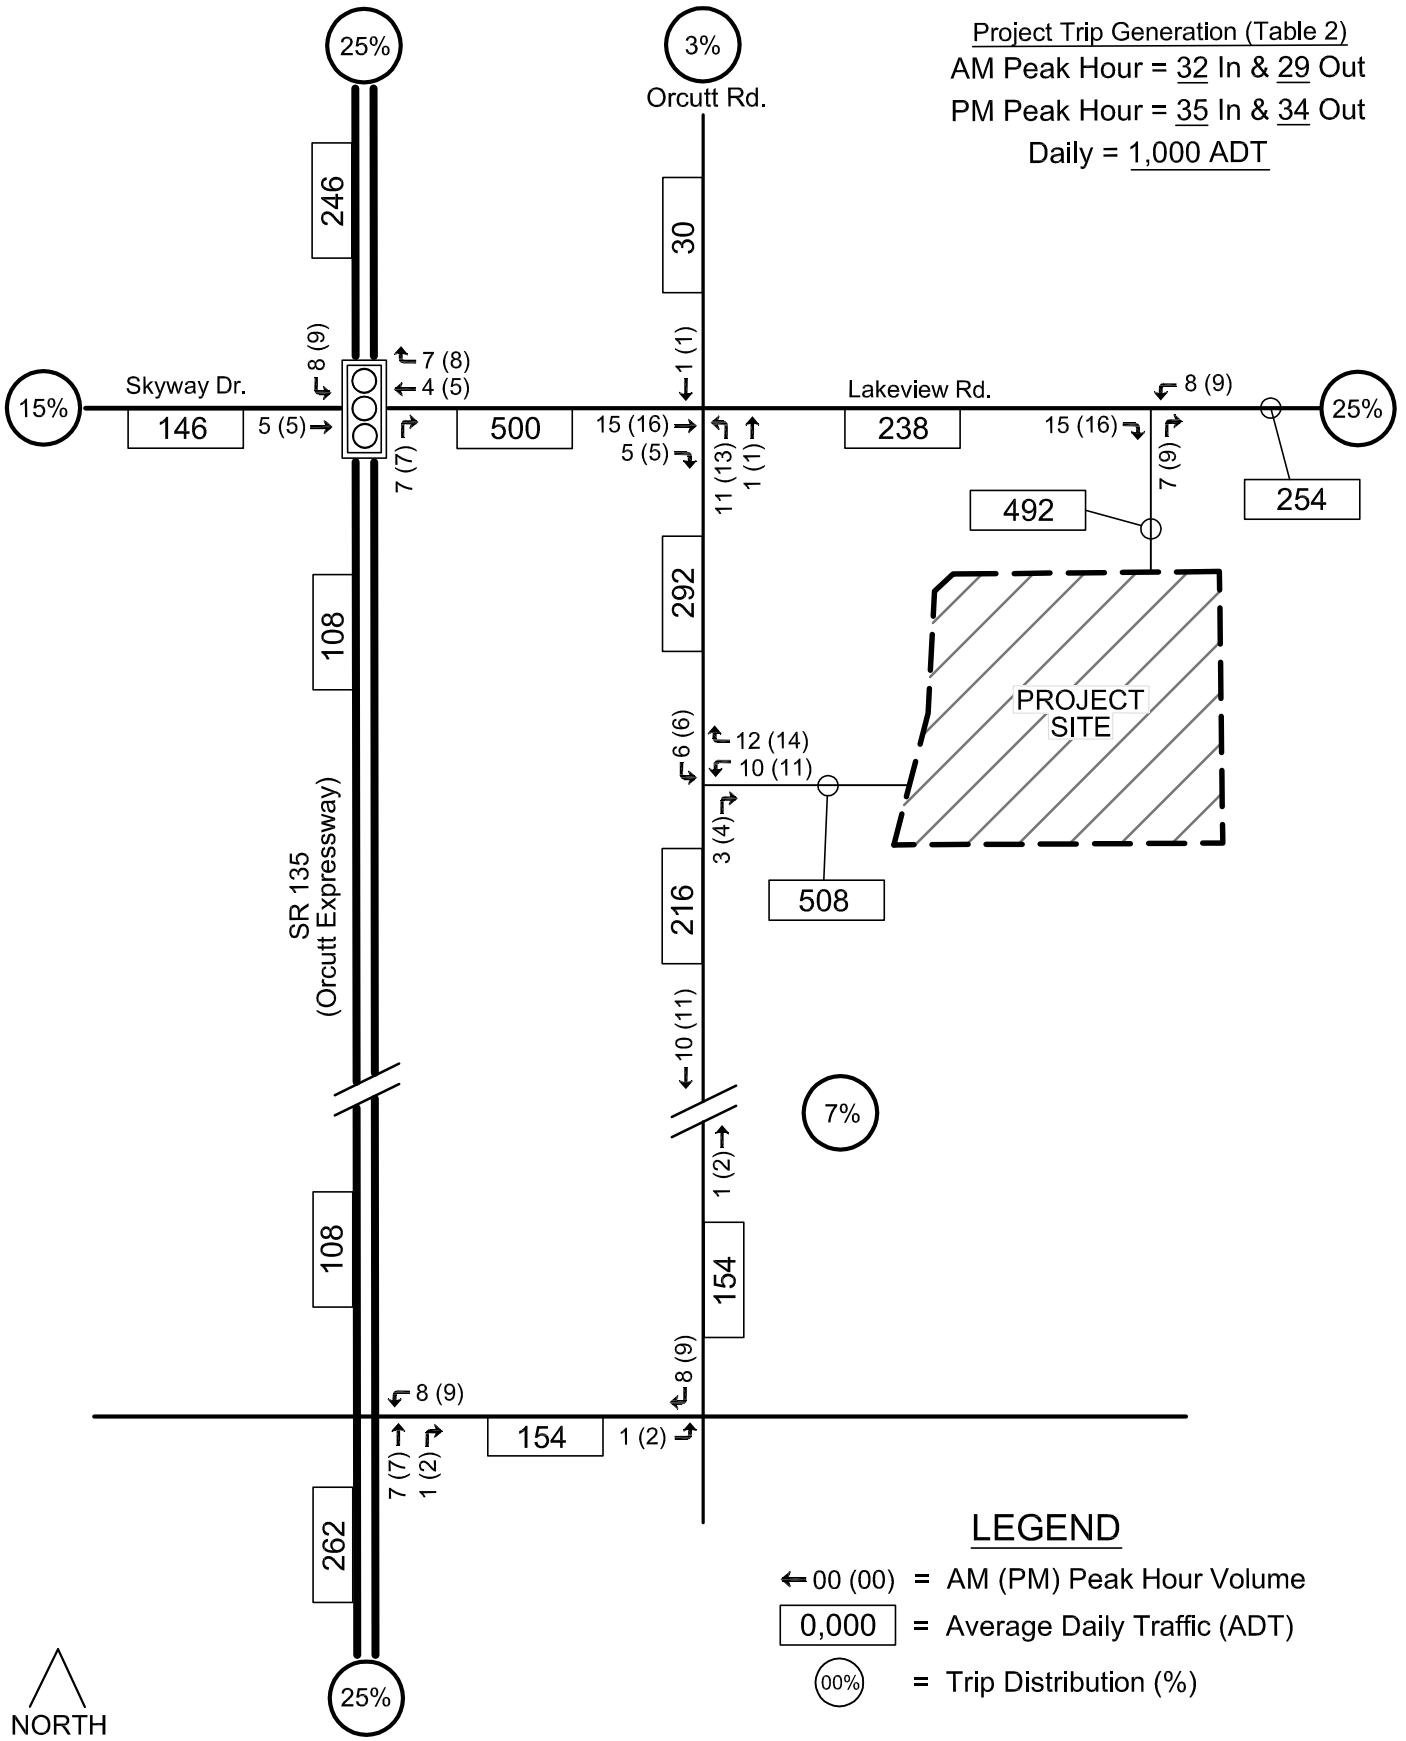 25%
3%
Orcutt Rd.
Project Trip Generation (Table 2)
AM Peak Hour = 32 In & 29 Out
PM Peak Hour = 35 In & 34 Out
Daily = 1,000 ADT
246
30
8 (9)
7 (8)
4 (5)
1 (1)
8 (9)
15%
Skyway Dr.
Lakeview Rd.
25%
146
5 (5)
7 (7)
500
15 (16)
5 (5)
11 (13)
1 (1)
238
15 (16)
7 (9)
254
492
108
292
PROJECT
SITE
6 (6)
12 (14)
10 (11)
3 (4)
508
216
SR 135
(Orcutt Expressway)
10 (11)
7%
1 (2)
108
154
8 (9)
8 (9)
7 (7)
1 (2)
154
1 (2)
262
25%
LEGEND
00 (00) = AM (PM) Peak Hour Volume
0,000 = Average Daily Traffic (ADT)
00% = Trip Distribution (%)
NORTH